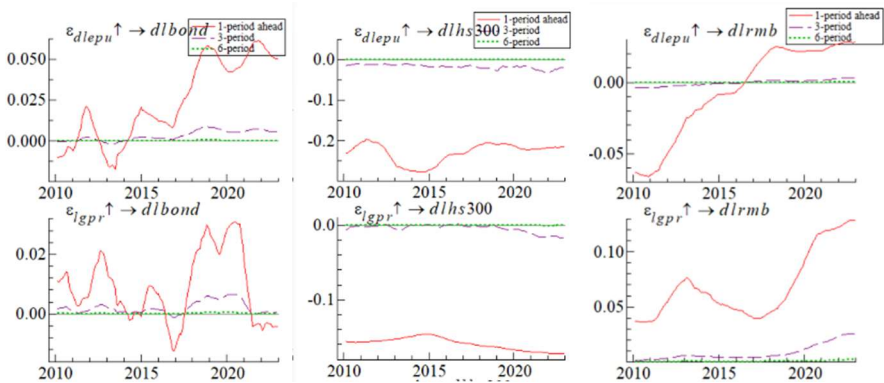 ε_dlepu↑→dlbond
1-period ahead
3-period
6-period
0.050
0.025
0.000
2010 2015 2020
ε_dlepu↑→dlhs300
1-period ahead
3-period
6-period
0.0
-0.1
-0.2
2010 2015 2020
ε_dlepu↑→dlrmb
1-period ahead
3-period
6-period
0.00
-0.05
2010 2015 2020
ε_lgpr↑→dlbond
0.02
0.00
2010 2015 2020
ε_lgpr↑→dlhs300
0.0
-0.1
2010 2015 2020
ε_lgpr↑→dlrmb
0.10
0.05
2010 2015 2020